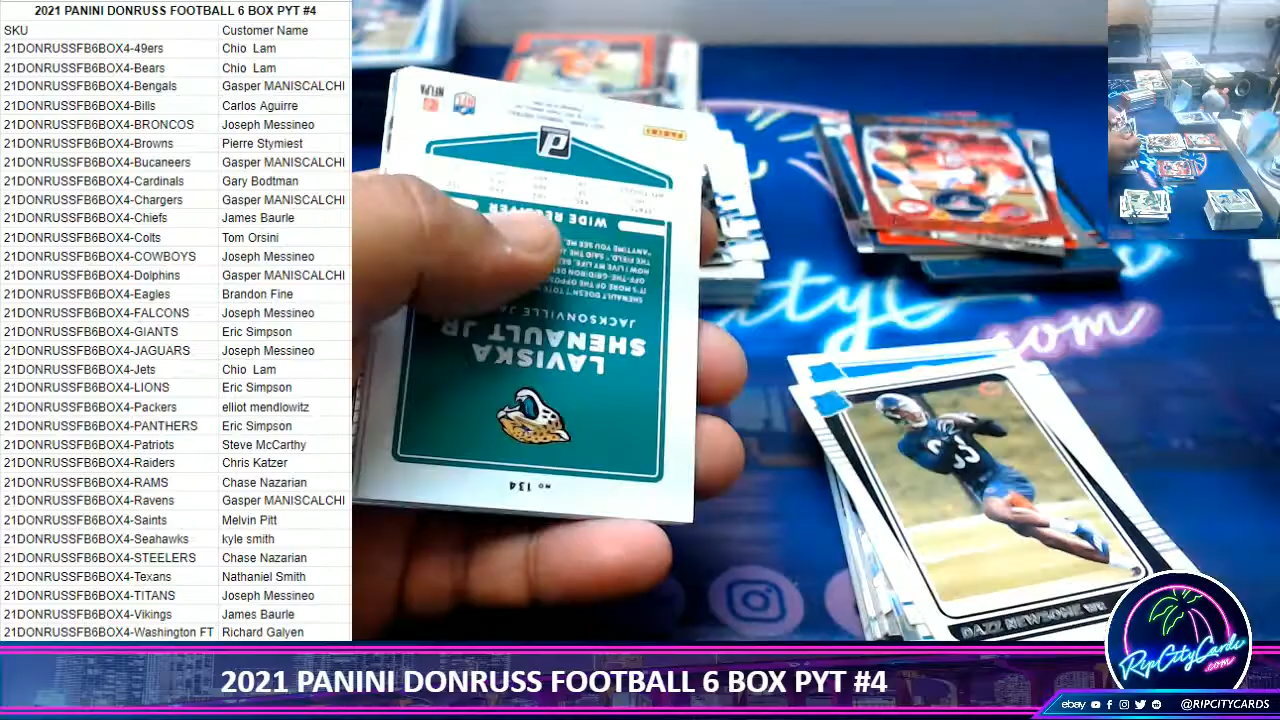 2021 PANINI DONRUSS FOOTBALL 6 BOX PYT #4
SKU Customer Name
21DONRUSSFB6BOX4-49ers Chio Lam
21DONRUSSFB6BOX4-Bears Chio Lam
21DONRUSSFB6BOX4-Bengals Gasper MANISCALCHI
21DONRUSSFB6BOX4-Bills Carlos Aguirre
21DONRUSSFB6BOX4-BRONCOS Joseph Messineo
21DONRUSSFB6BOX4-Browns Piete Stymiest
21DONRUSSFB6BOX4-Bucaneers Gasper MANISCALCHI
21DONRUSSFB6BOX4-Cardinals Gary Bodtman
21DONRUSSFB6BOX4-Chargers Gasper MANISCALCHI
21DONRUSSFB6BOX4-Chiefs James Baurle
21DONRUSSFB6BOX4-Colts Tom Orsini
21DONRUSSFB6BOX4-COWBOYS Joseph Messineo
21DONRUSSFB6BOX4-Dolphins Gasper MANISCALCHI
21DONRUSSFB6BOX4-Eagles Brandon Fine
21DONRUSSFB6BOX4-FALCONS Joseph Messineo
21DONRUSSFB6BOX4-GIANTS Eric Simpson
21DONRUSSFB6BOX4-JAGUARS Joseph Messineo
21DONRUSSFB6BOX4-Jets Chio Lam
21DONRUSSFB6BOX4-LIONS Eric Simpson
21DONRUSSFB6BOX4-Packers elliot mendlowitz
21DONRUSSFB6BOX4-PANTHERS Eric Simpson
21DONRUSSFB6BOX4-Patriots Steve McCarthy
21DONRUSSFB6BOX4-Raiders Chris Katzer
21DONRUSSFB6BOX4-RAMS Chase Nazarian
21DONRUSSFB6BOX4-Ravens Gasper MANISCALCHI
21DONRUSSFB6BOX4-Saints Melvin Pitt
21DONRUSSFB6BOX4-Seahawks kyle smith
21DONRUSSFB6BOX4-STEELERS Chase Nazarian
21DONRUSSFB6BOX4-Texans Nathaniel Smith
21DONRUSSFB6BOX4-TITANS Joseph Messineo
21DONRUSSFB6BOX4-Vikings James Baurle
21DONRUSSFB6BOX4-Washington FT Richard Galyen
No 134
LAVISKA
SHENAULT JR
JACKSONVILLE JA
WIDE RECEIVER
PANINI
NFLPA
33
DAZZ NEWSOME WR
com
RipCityCards
.com
2021 PANINI DONRUSS FOOTBALL 6 BOX PYT #4
ebay @RIPCITYCARDS